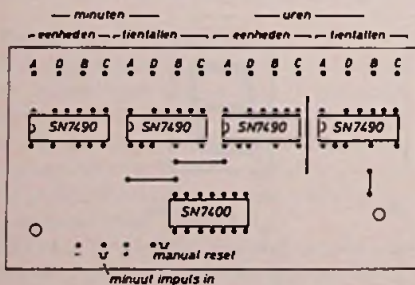 minuten uren
eenheden tientallen eenheden tientallen
A D B C A D B C A D B C A D B C
SN7490 SN7490 SN7490 SN7490
SN7400
manual reset
minuut impuls in